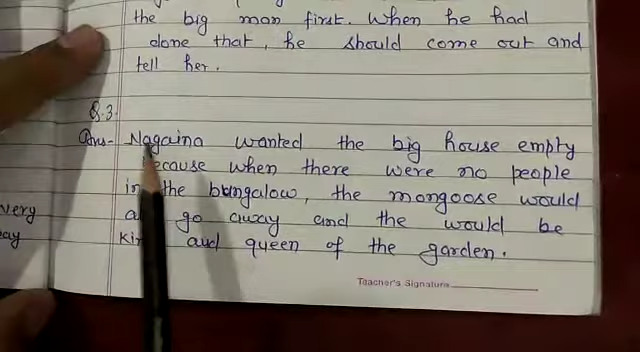 the big man first. When he had
done that, he should come out and
tell her.
Q.3.
Ans- Nagaina wanted the big house empty
because when there were no people
in the bungalow, the mongoose would
go away and the would be
and queen of the garden.
very
ay
Teacher's Signature